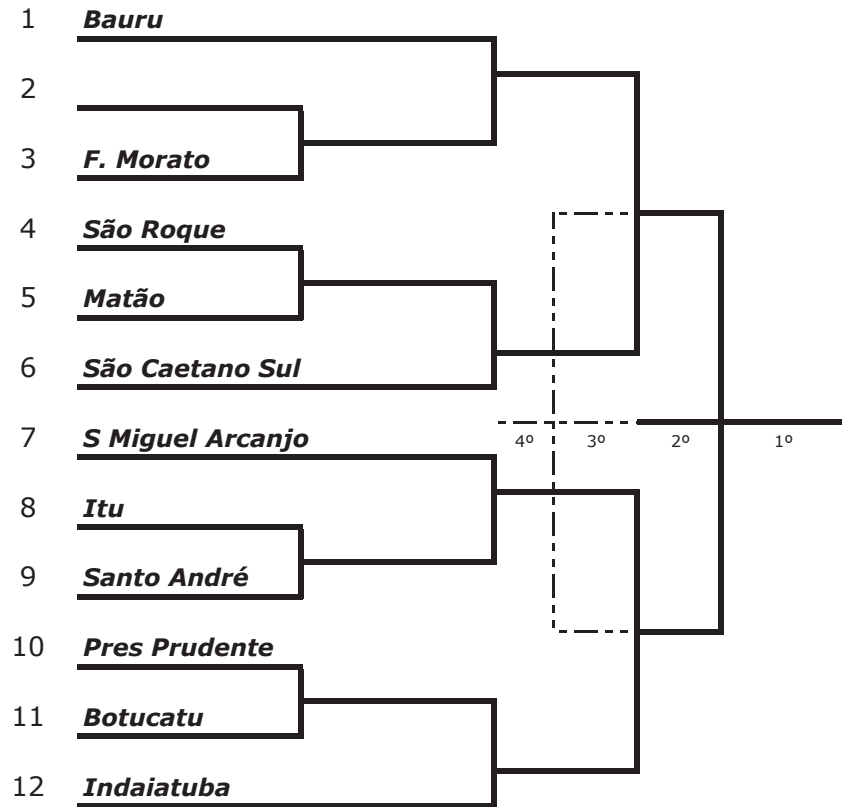 1 Bauru
2
3 F. Morato
4 São Roque
5 Matão
6 São Caetano Sul
7 S Miguel Arcanjo
4º 3º 2º 1º
8 Itu
9 Santo André
10 Pres Prudente
11 Botucatu
12 Indaiatuba